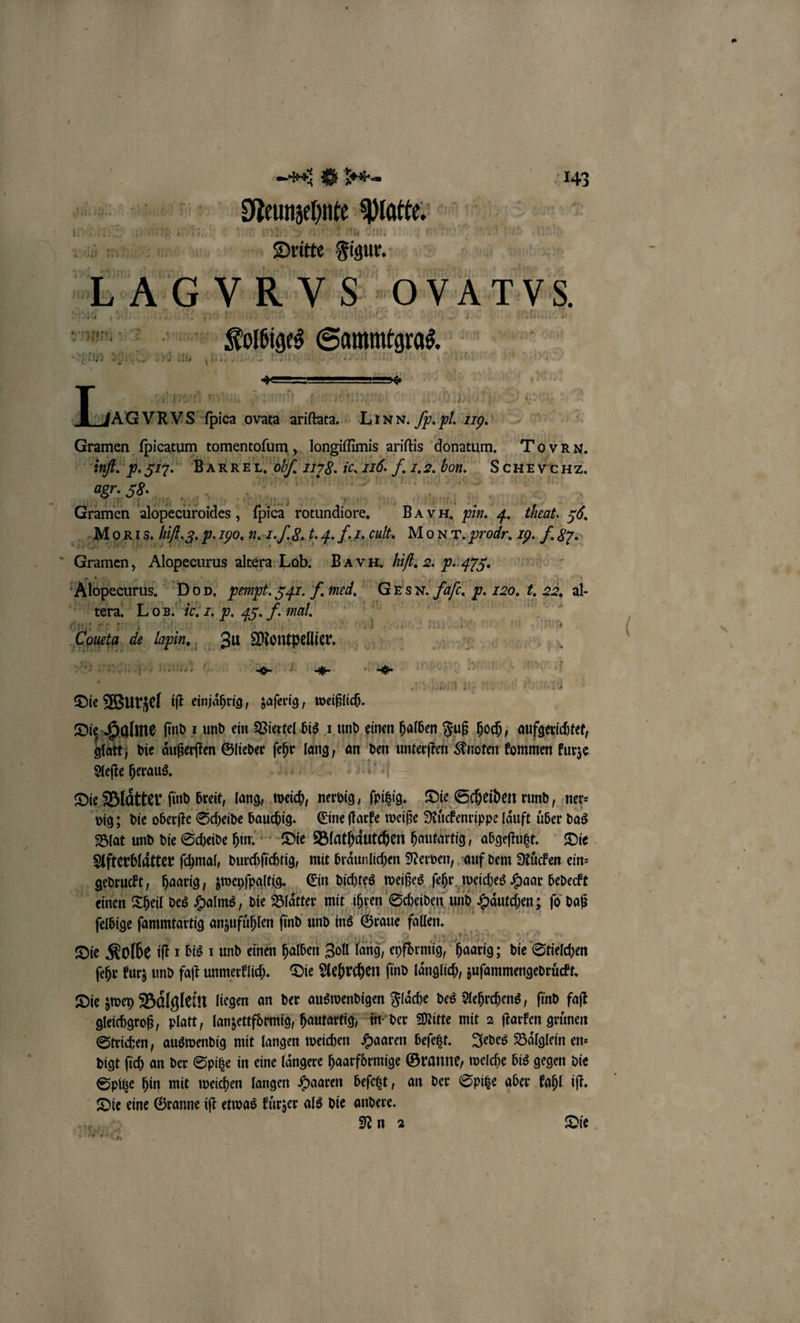 143
Neunzehnte Platte.
Dritte Figur.
LAGVRVS OVATVS.
Kolbiges Sammtgras.
LAGVRVS spica ovata aristata. LINN. sp. pl. 119.
Gramen spicatum tomentosum, longissimis aristis donatum. TOVRN.
inst. p. 517. BARREL. obs. 1178. ic. 116. f. 1.2. bon. SCHEVCHZ.
agr. 58.
Gramen alopecuroides, spica rotundiore. BAVH. pin. 4. theat. 56.
MORIS. hist. 3. p. 190. n. 1. s. 8. t. 4. f. 1. cult. MONT. prodr. 19. f. 87.
Gramen, Alopecurus altera Lob. BAVH. hist. 2. p. 475.
Alopecurus. DOD. pempt. 541. f. med. GESN. fasc. p. 120. t. 22. al-
tera. LOB. ic. 1. p. 45. f. mal.
Coueta de lapin. Zu Montpellier.
Die Wurzel ist einjährig, zaserig, weißlich.
Die Halme sind 1 und ein Viertel bis 1 und einen halben Fuß hoch, aufgerichtet,
glatt; die äußersten Glieder sehr lang, an den untersten Knoten kommen kurze
Aeste heraus.
Die Blätter sind breit, lang, weich, nervig, spitzig. Die Scheiden rund, ner-
vig; die oberste Scheide bauchig. Eine starke weiße Rückenrippe läuft über das
Blat und die Scheide hin. Die Blathäutchen hautartig, abgestutzt. Die
Afterblätter schmal, durchsichtig, mit bräunlichen Nerven, auf dem Rücken ein-
gedruckt, haarig, zweyspaltig. Ein dichtes weißes sehr weiches Haar bedeckt
einen Theil des Halms, die Blätter mit ihren Scheiden und Häutchen; so daß
selbige sammtartig anzufühlen sind und ins Graue fallen.
Die Kolbe ist 1 bis 1 und einen halben Zoll lang, eyförmig, haarig; die Stielchen
sehr kurz und fast unmerklich. Die Aehrchen sind länglich, zusammengedrückt.
Die zwey Bälglein liegen an der auswendigen Fläche des Aehrchens, sind fast
gleichgroß, platt, lanzettförmig, hautartig, in der Mitte mit 2 starken grünen
Strichen, auswendig mit langen weichen Haaren besetzt. Jedes Bälglein en-
digt sich an der Spitze in eine längere haarförmige Granne, welche bis gegen die
Spitze hin mit weichen langen Haaren besetzt, an der Spitze aber kahl ist.
Die eine Granne ist etwas kürzer als die andere.
Nn 2 Die